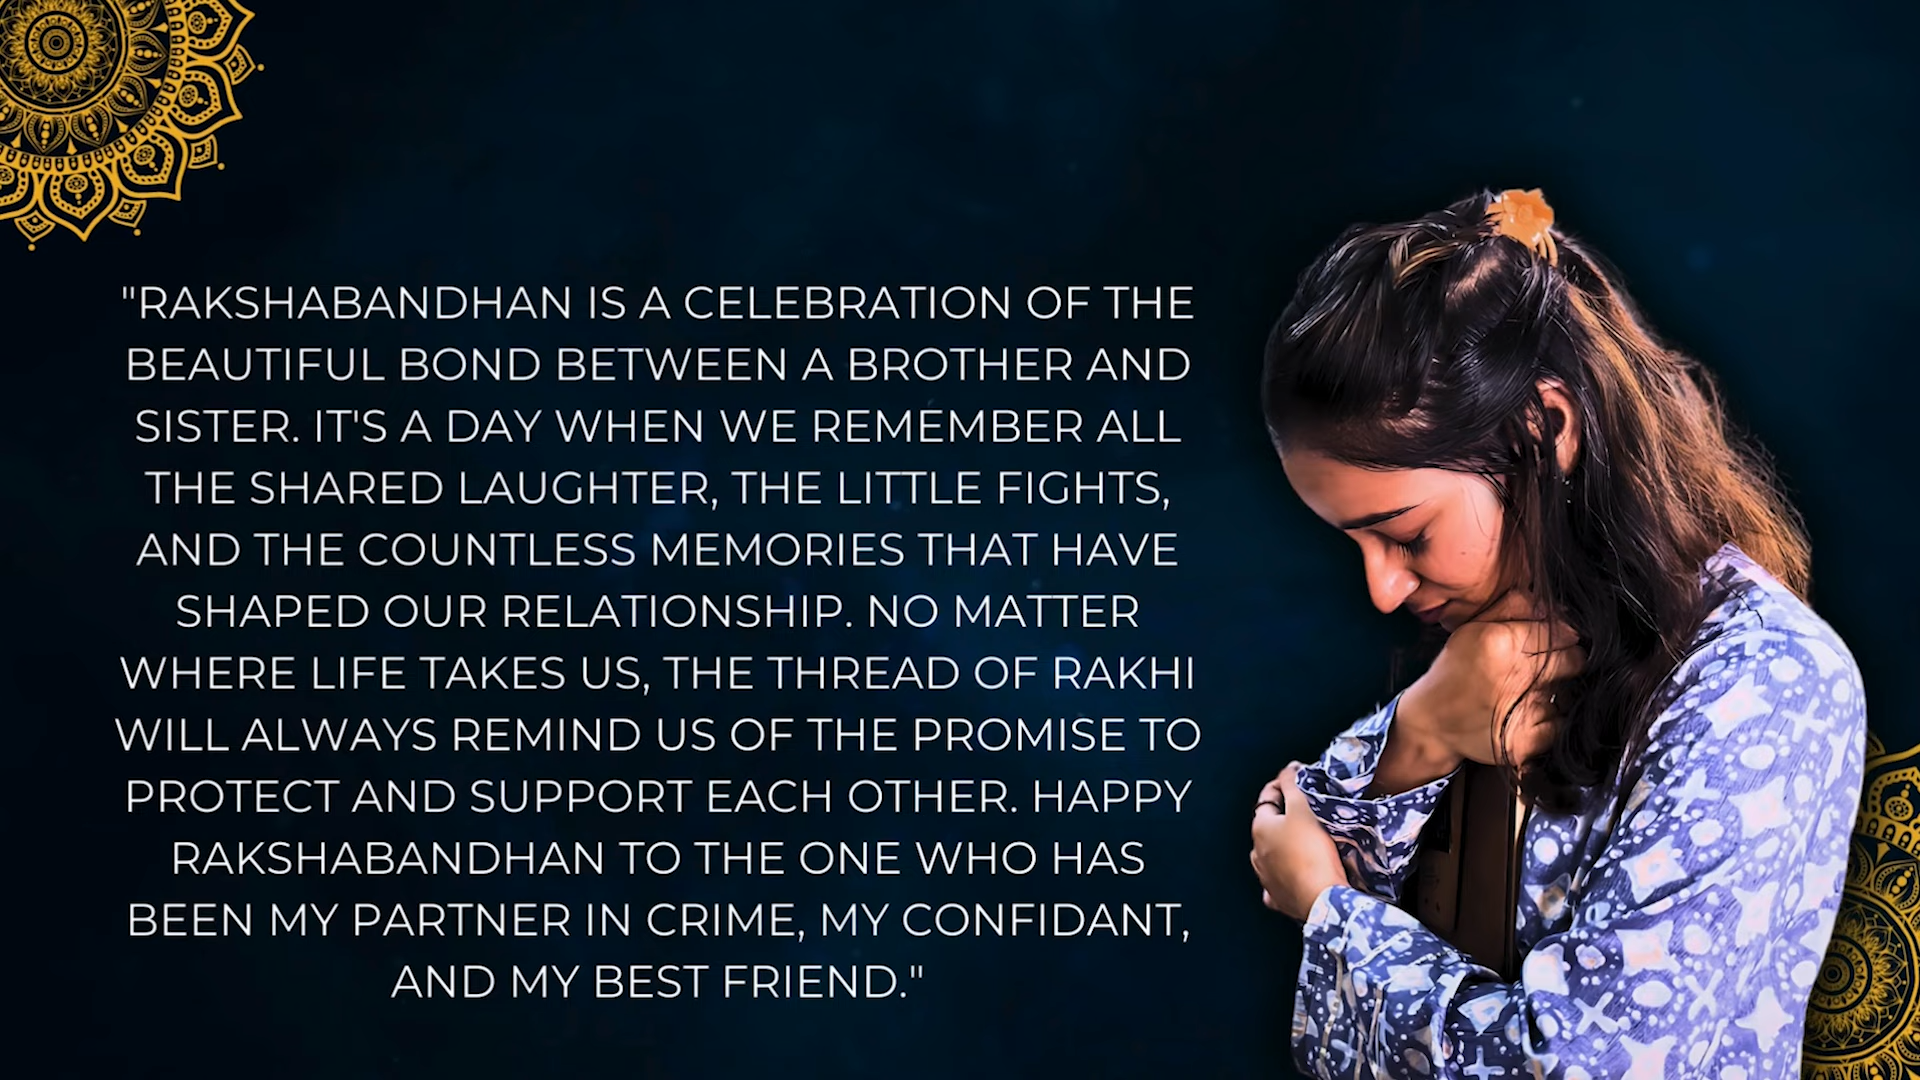 "RAKSHABANDHAN IS A CELEBRATION OF THE
BEAUTIFUL BOND BETWEEN A BROTHER AND
SISTER. IT'S A DAY WHEN WE REMEMBER ALL
THE SHARED LAUGHTER, THE LITTLE FIGHTS,
AND THE COUNTLESS MEMORIES THAT HAVE
SHAPED OUR RELATIONSHIP. NO MATTER
WHERE LIFE TAKES US, THE THREAD OF RAKHI
WILL ALWAYS REMIND US OF THE PROMISE TO
PROTECT AND SUPPORT EACH OTHER. HAPPY
RAKSHABANDHAN TO THE ONE WHO HAS
BEEN MY PARTNER IN CRIME, MY CONFIDANT,
AND MY BEST FRIEND."